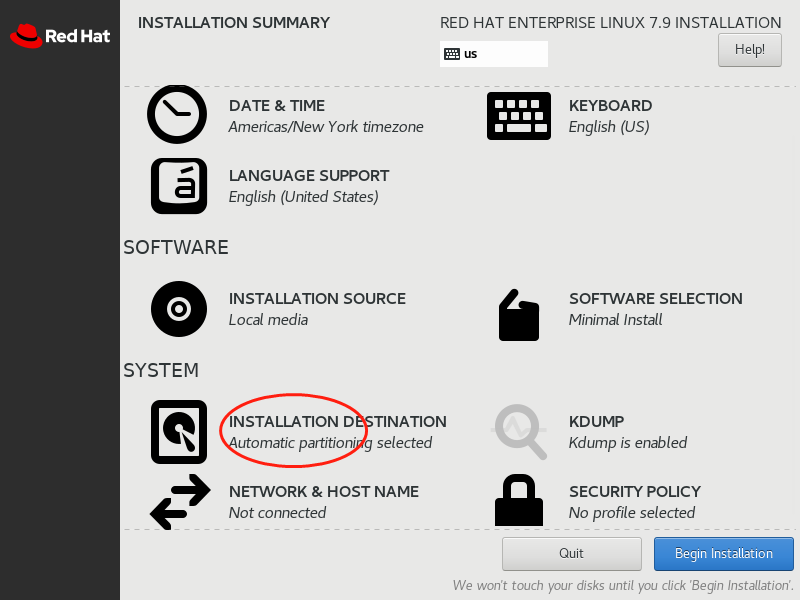 Red Hat
INSTALLATION SUMMARY
RED HAT ENTERPRISE LINUX 7.9 INSTALLATION
us
Help!
DATE & TIME
Americas/New York timezone
KEYBOARD
English (US)
á
LANGUAGE SUPPORT
English (United States)
SOFTWARE
INSTALLATION SOURCE
Local media
SOFTWARE SELECTION
Minimal Install
SYSTEM
INSTALLATION DESTINATION
Automatic partitioning selected
KDUMP
Kdump is enabled
NETWORK & HOST NAME
Not connected
SECURITY POLICY
No profile selected
Quit
Begin Installation
We won't touch your disks until you click 'Begin Installation'.